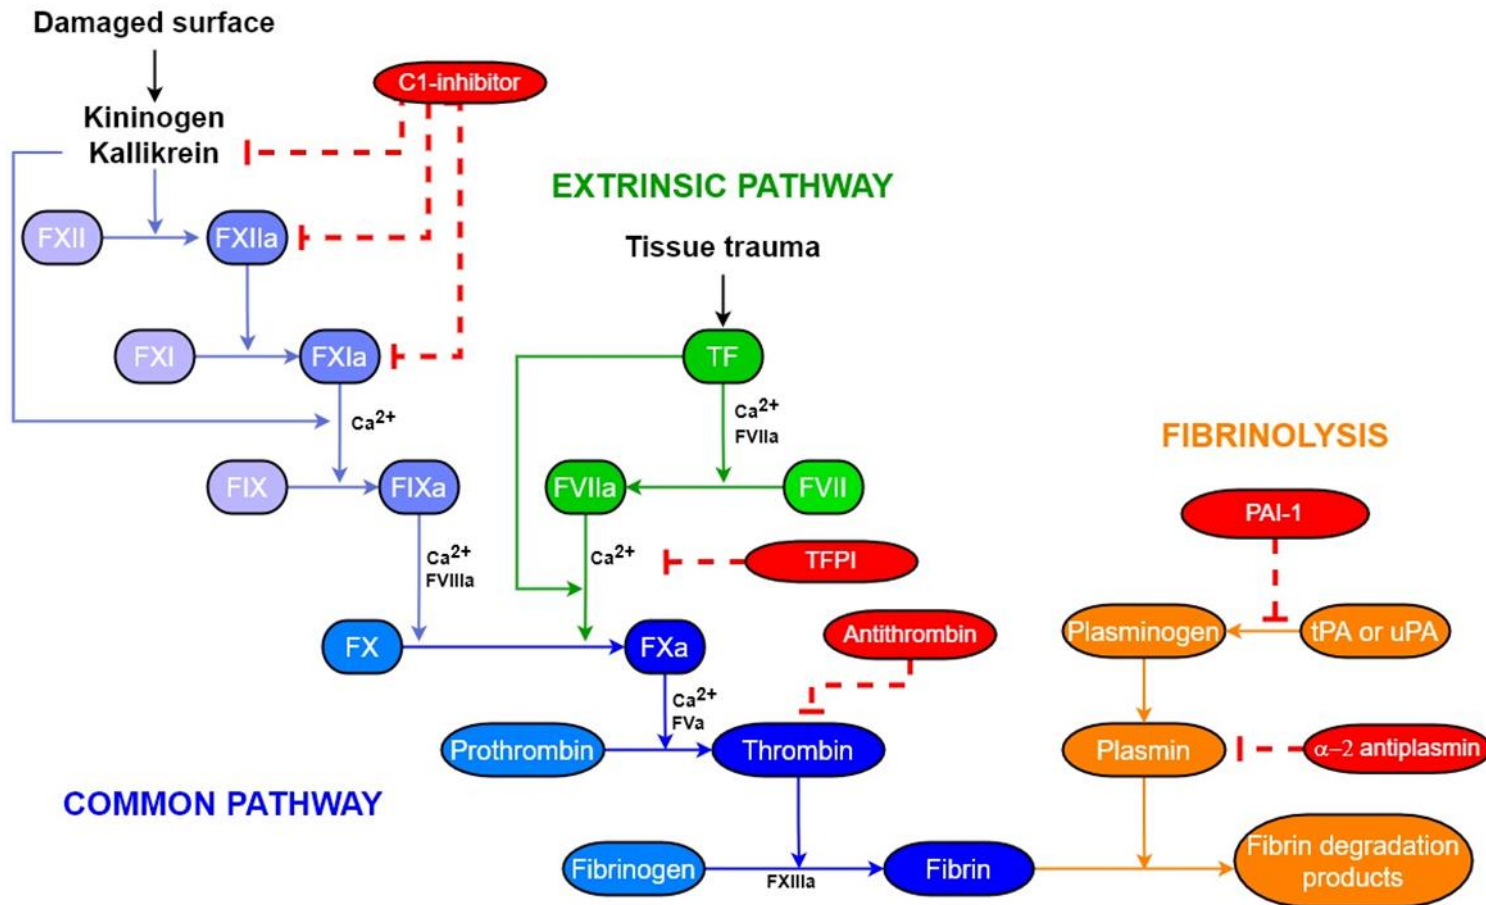 Damaged surface
C1-inhibitor
Kininogen
Kallikrein
EXTRINSIC PATHWAY
FXII
FXIIa
Tissue trauma
FXI
FXIa
TF
Ca2+
Ca2+
FVIIa
FIBRINOLYSIS
FIX
FIXa
FVIIa
FVII
PAI-1
Ca2+
FVIIIa
Ca2+
TFPI
FX
FXa
Antithrombin
Plasminogen
tPA or uPA
Ca2+
FVa
Prothrombin
Thrombin
Plasmin
α−2 antiplasmin
COMMON PATHWAY
Fibrinogen
FXIIIa
Fibrin
Fibrin degradation
products